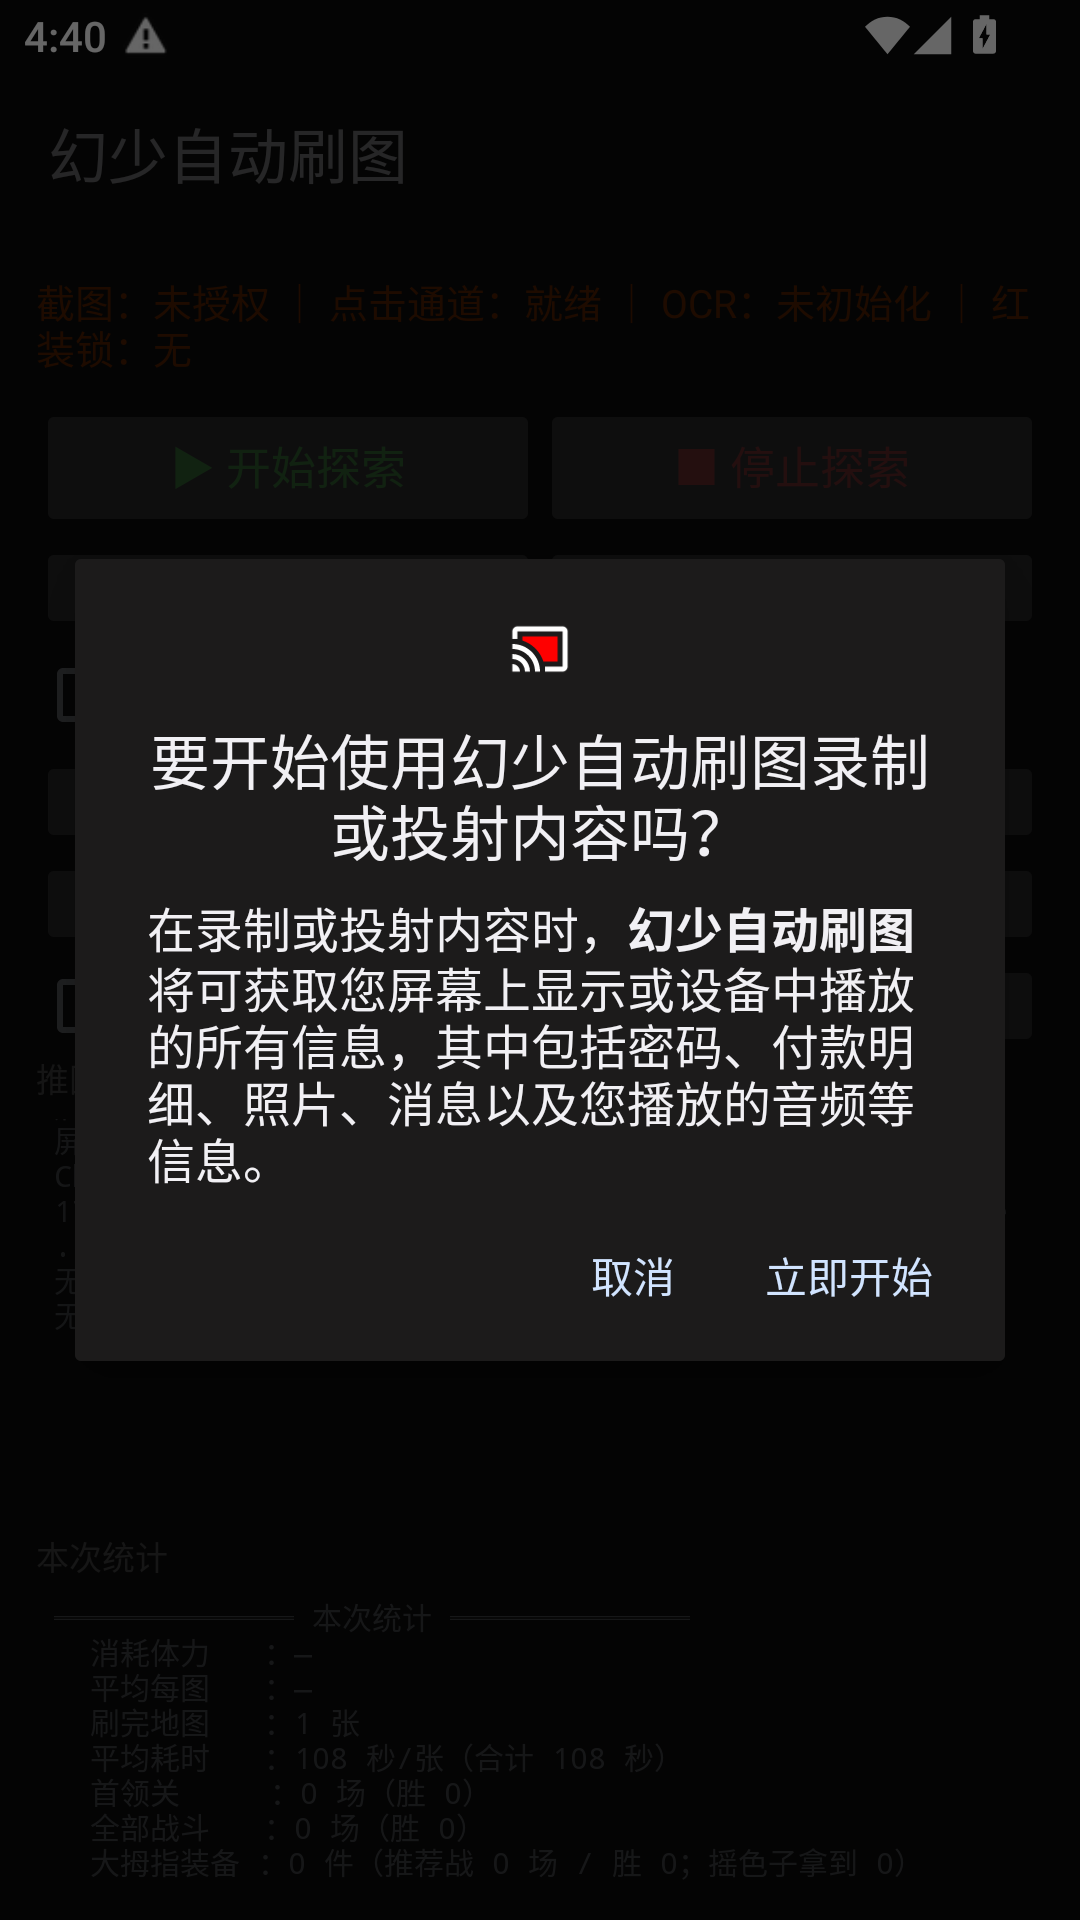 4:40
幻少自动刷图
截图：未授权 ｜ 点击通道：就绪 ｜ OCR：未初始化 ｜ 红
装锁：无
▶ 开始探索
■ 停止探索
要开始使用幻少自动刷图录制
或投射内容吗？
在录制或投射内容时，幻少自动刷图
将可获取您屏幕上显示或设备中播放
的所有信息，其中包括密码、付款明
细、照片、消息以及您播放的音频等
信息。
取消
立即开始
推
屏
无
无
本次统计
════════ 本次统计 ════════
消耗体力 ：—
平均每图 ：—
刷完地图 ：1 张
平均耗时 ：108 秒/张（合计 108 秒）
首领关 ：0 场（胜 0）
全部战斗 ：0 场（胜 0）
大拇指装备 ：0 件（推荐战 0 场 / 胜 0；摇色子拿到 0）